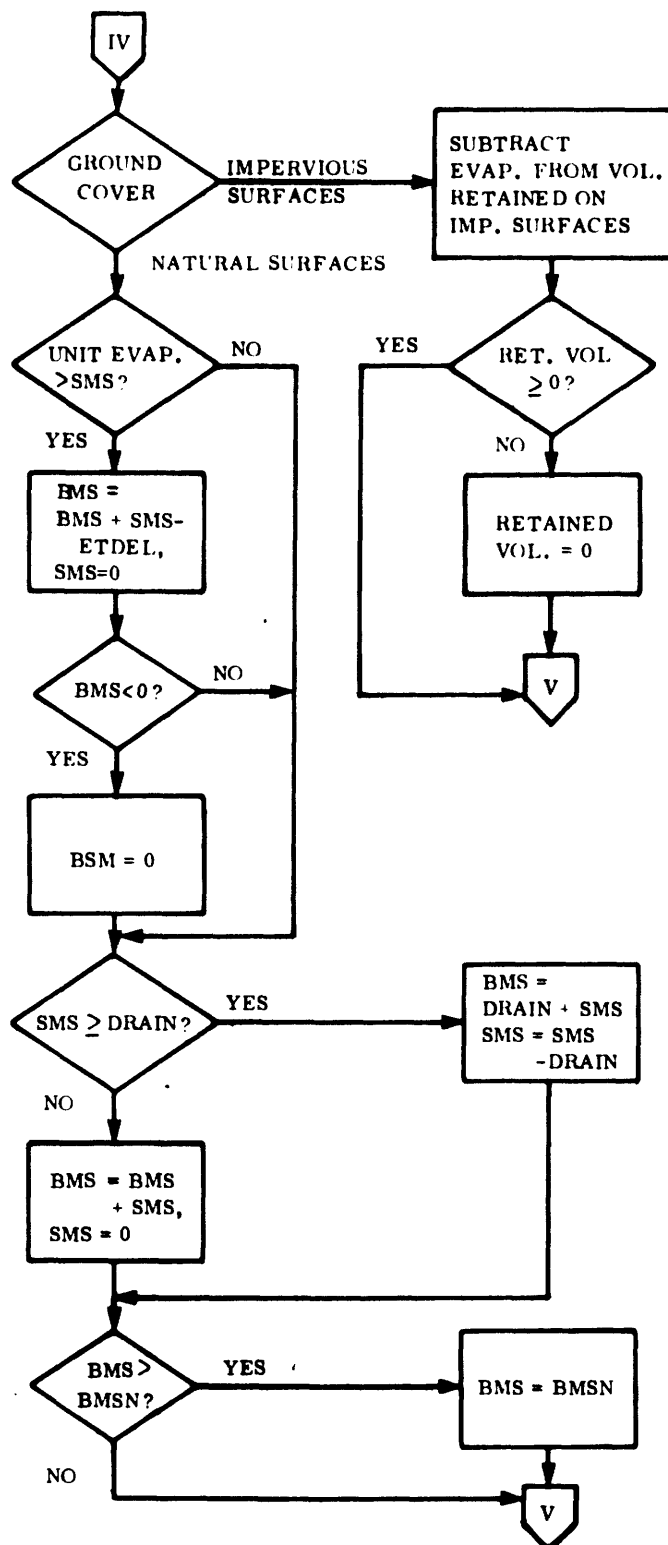 IV
GROUND
COVER
IMPERVIOUS
SURFACES
SUBTRACT
EVAP. FROM VOL.
RETAINED ON
IMP. SURFACES
NATURAL SURFACES
UNIT EVAP.
>SMS?
NO
YES
RET. VOL
≥ 0?
YES
NO
BMS =
BMS + SMS-
ETDEL,
SMS=0
RETAINED
VOL. = 0
BMS<0?
NO
V
YES
BSM = 0
SMS ≥ DRAIN?
YES
BMS =
DRAIN + SMS
SMS = SMS
-DRAIN
NO
BMS = BMS
+ SMS,
SMS = 0
BMS>
BMSN?
YES
BMS = BMSN
NO
V